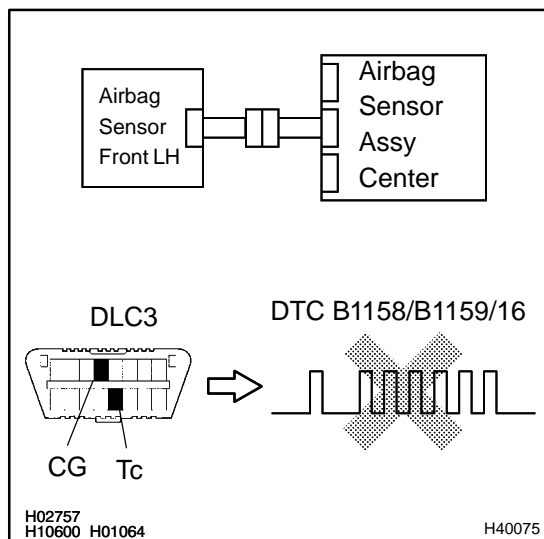 Airbag
Sensor
Front LH
Airbag
Sensor
Assy
Center
DLC3
DTC B1158/B1159/16
CG
Tc
H02757
H10600 H01064
H40075